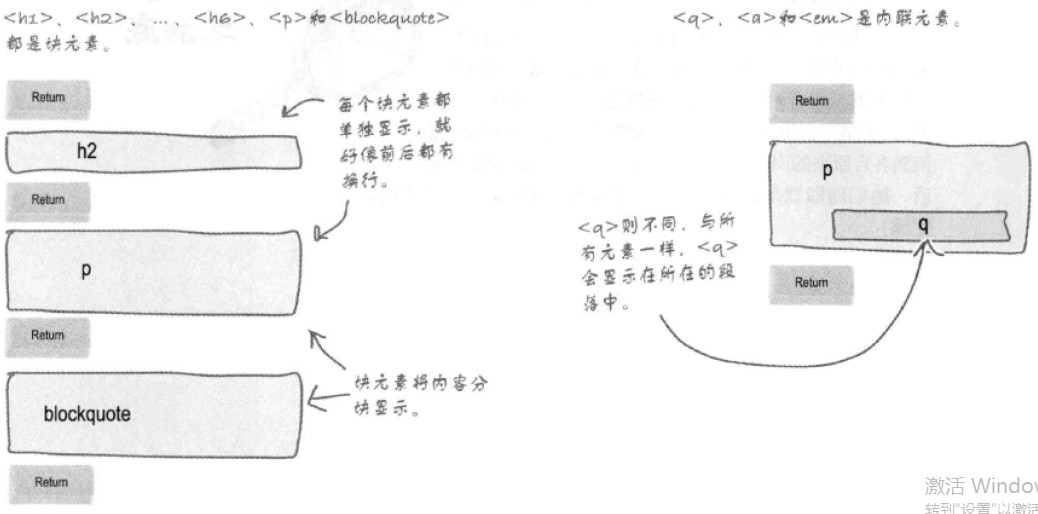 <h1>、<h2>、…、<h6>、<p>和<blockquote>
都是块元素。
Return
h2
Return
p
Return
blockquote
Return
每个块元素都
单独显示，就
好像前后都有
换行。
块元素将内容分
块显示。
<q>、<a>和<em>是内联元素。
Return
p
q
Return
<q>则不同，与所
有元素一样，<q>
会显示在所在的段
落中。
激活 Window
转到"设置"以激活